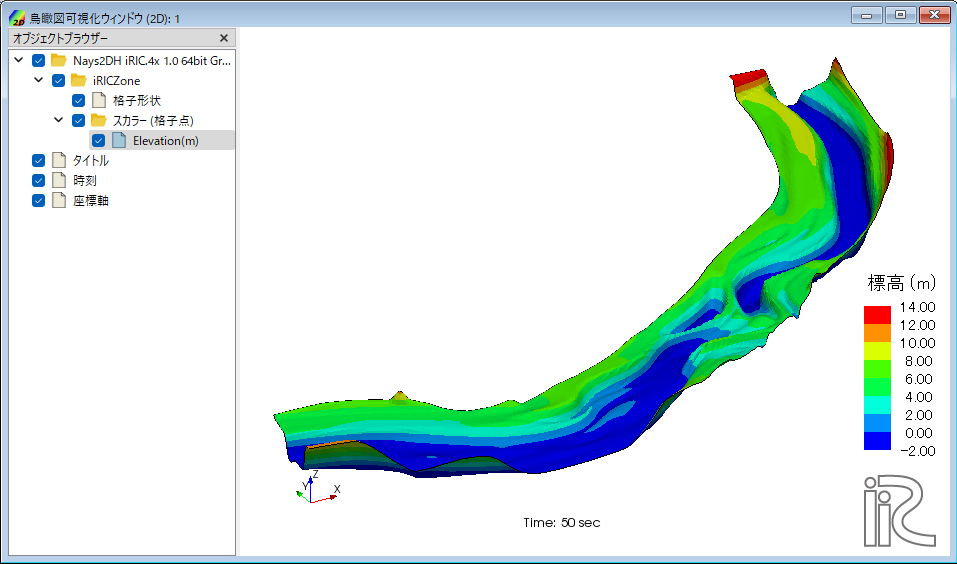 鳥瞰図可視化ウィンドウ (2D): 1
オブジェクトブラウザー
Nays2DH iRIC.4x 1.0 64bit Gr...
iRICZone
格子形状
スカラー (格子点)
Elevation(m)
タイトル
時刻
座標軸
標高 (m)
14.00
12.00
10.00
8.00
6.00
4.00
2.00
0.00
-2.00
Z
Y
X
Time: 50 sec
iRIC